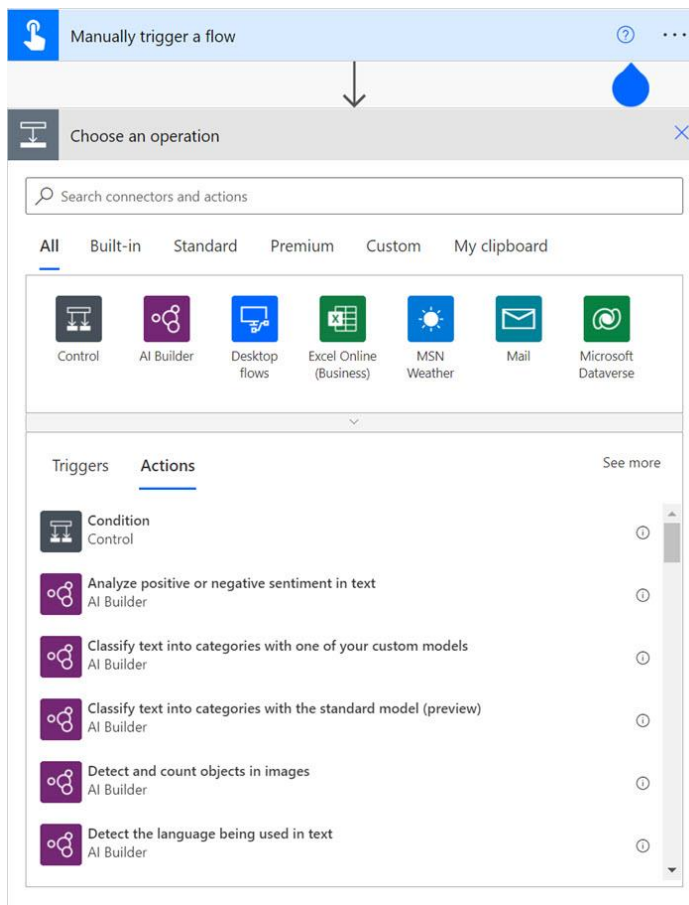 Manually trigger a flow
Choose an operation
Search connectors and actions
All Built-in Standard Premium Custom My clipboard
Control AI Builder Desktop flows Excel Online (Business) MSN Weather Mail Microsoft Dataverse
Triggers Actions See more
Condition
Control
Analyze positive or negative sentiment in text
AI Builder
Classify text into categories with one of your custom models
AI Builder
Classify text into categories with the standard model (preview)
AI Builder
Detect and count objects in images
AI Builder
Detect the language being used in text
AI Builder